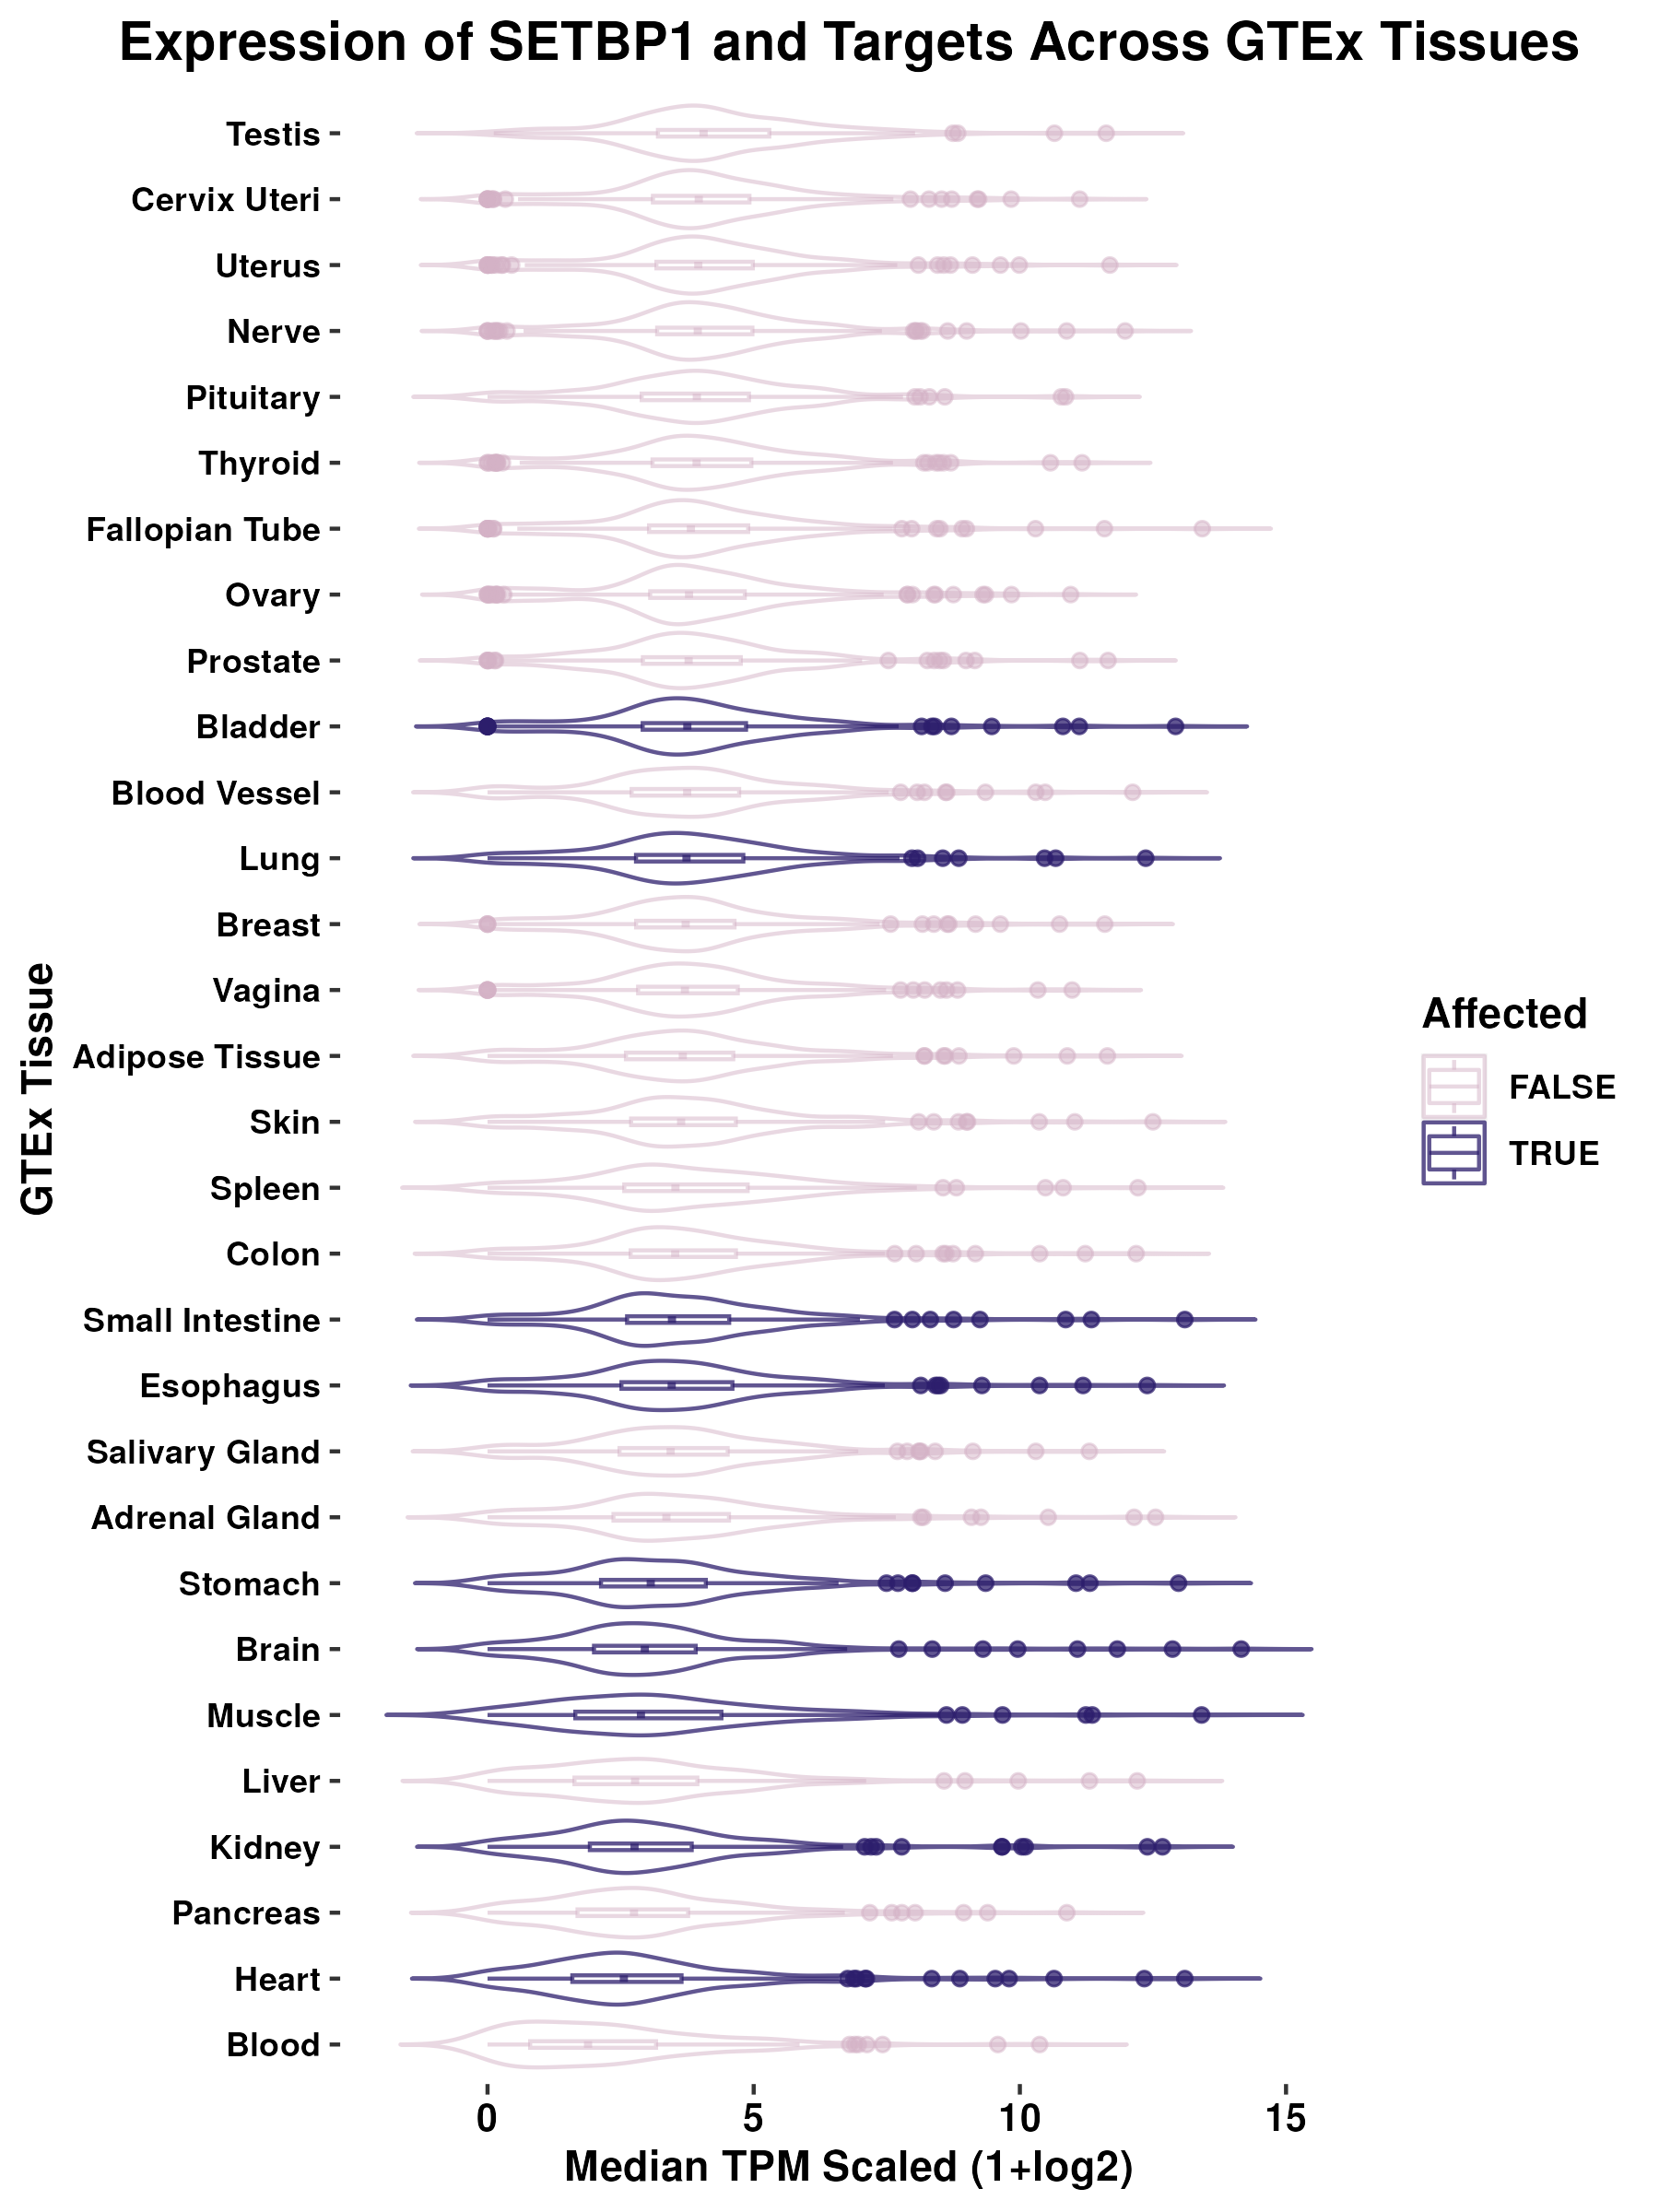 Expression of SETBP1 and Targets Across GTEx Tissues
Testis
Cervix Uteri
Uterus
Nerve
Pituitary
Thyroid
Fallopian Tube
Ovary
Prostate
Bladder
Blood Vessel
Lung
Breast
Vagina
Adipose Tissue
Skin
Spleen
Colon
Small Intestine
Esophagus
Salivary Gland
Adrenal Gland
Stomach
Brain
Muscle
Liver
Kidney
Pancreas
Heart
Blood
GTEx Tissue
0 5 10 15
Median TPM Scaled (1+log2)
Affected
FALSE
TRUE